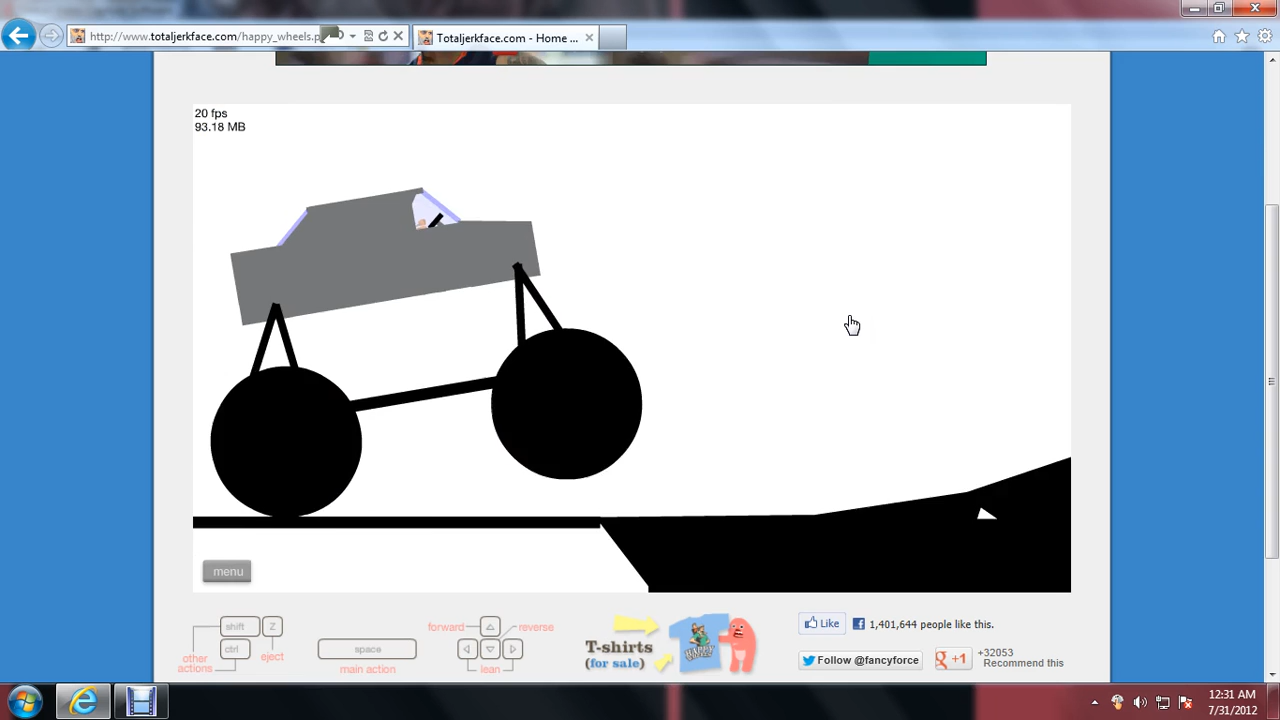 http://www.totaljerkface.com/happy_wheels.p
Totaljerkface.com - Home ...
20 fps
93.18 MB
menu
shift
Z
ctrl
other actions
eject
space
main action
forward
reverse
lean
T-shirts
(for sale)
Like
1,401,644 people like this.
Follow @fancyforce
+1
+32053
Recommend this
12:31 AM
7/31/2012